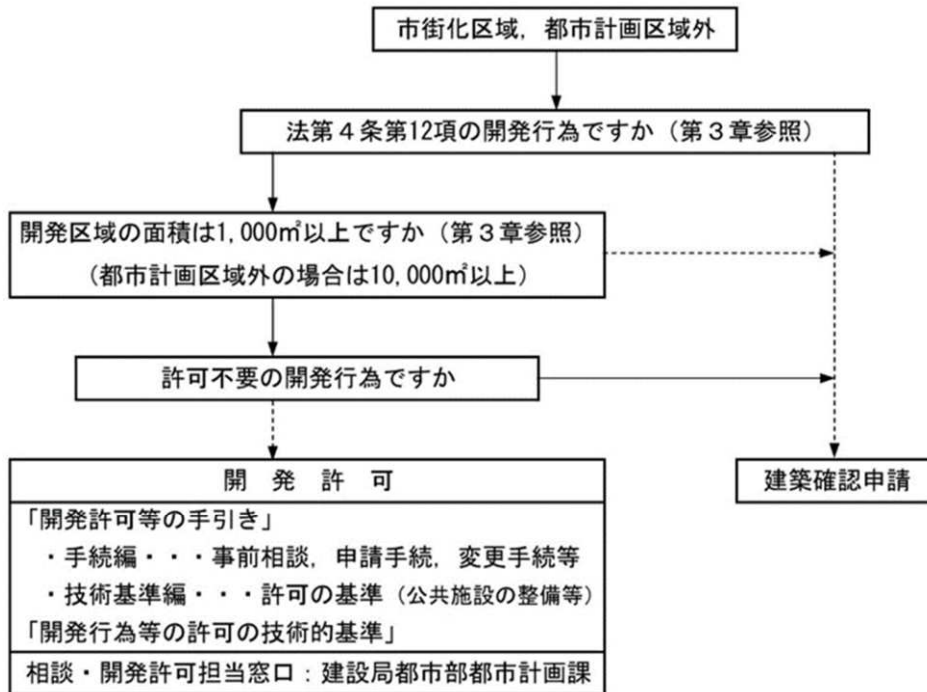 市街化区域，都市計画区域外
法第４条第12項の開発行為ですか（第３章参照）
開発区域の面積は1,000㎡以上ですか（第３章参照）
（都市計画区域外の場合は10,000㎡以上）
許可不要の開発行為ですか
開　発　許　可
「開発許可等の手引き」
・手続編・・・事前相談，申請手続，変更手続等
・技術基準編・・・許可の基準（公共施設の整備等）
「開発行為等の許可の技術的基準」
相談・開発許可担当窓口：建設局都市部都市計画課
建築確認申請